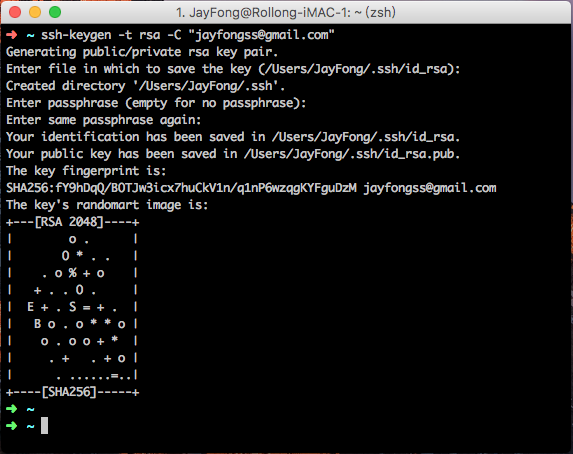 1. JayFong@Rollong-iMAC-1: ~ (zsh)
➜ ~ ssh-keygen -t rsa -C "jayfongss@gmail.com"
Generating public/private rsa key pair.
Enter file in which to save the key (/Users/JayFong/.ssh/id_rsa):
Created directory '/Users/JayFong/.ssh'.
Enter passphrase (empty for no passphrase):
Enter same passphrase again:
Your identification has been saved in /Users/JayFong/.ssh/id_rsa.
Your public key has been saved in /Users/JayFong/.ssh/id_rsa.pub.
The key fingerprint is:
SHA256:fY9hDqQ/BOTJw3icx7huCkV1n/q1nP6wzqgKYFguDzM jayfongss@gmail.com
The key's randomart image is:
+---[RSA 2048]----+
|       o .       |
|      O * . .    |
|    . o % + o    |
|   + . . O .     |
|  E + . S = + .  |
|   B o . o * * o |
|    o . o o + *  |
|     . +   . + o |
|      . ......=..|
+----[SHA256]-----+
➜ ~
➜ ~